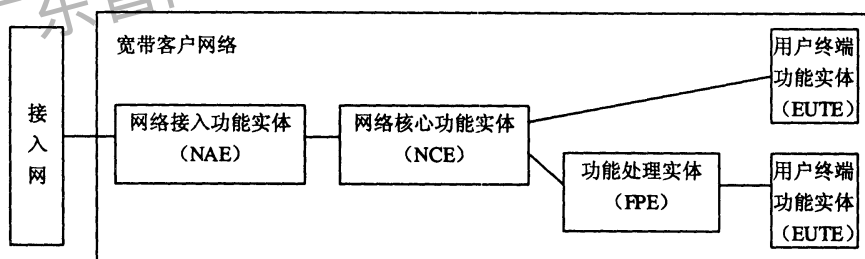 宽带客户网络
接
入
网
网络接入功能实体
（NAE）
网络核心功能实体
（NCE）
用户终端
功能实体
（EUTE）
功能处理实体
（FPE）
用户终端
功能实体
（EUTE）